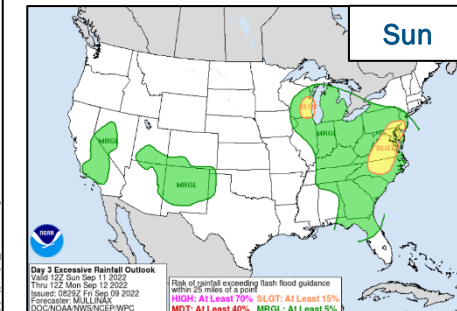 Sun
SLGT
MRGL
SLGT
MRGL
MRGL
NOAA
Day 3 Excessive Rainfall Outlook
Valid 12Z Sun Sep 11 2022
Thru 12Z Mon Sep 12 2022
Issued: 0829Z Fri Sep 09 2022
Forecaster: MULLINAX
DOC/NOAA/NWS/NCEP/WPC
Risk of rainfall exceeding flash flood guidance
within 25 miles of a point
HIGH: At Least 70% SLGT: At Least 15%
MDT: At Least 40% MRGL: At Least 5%